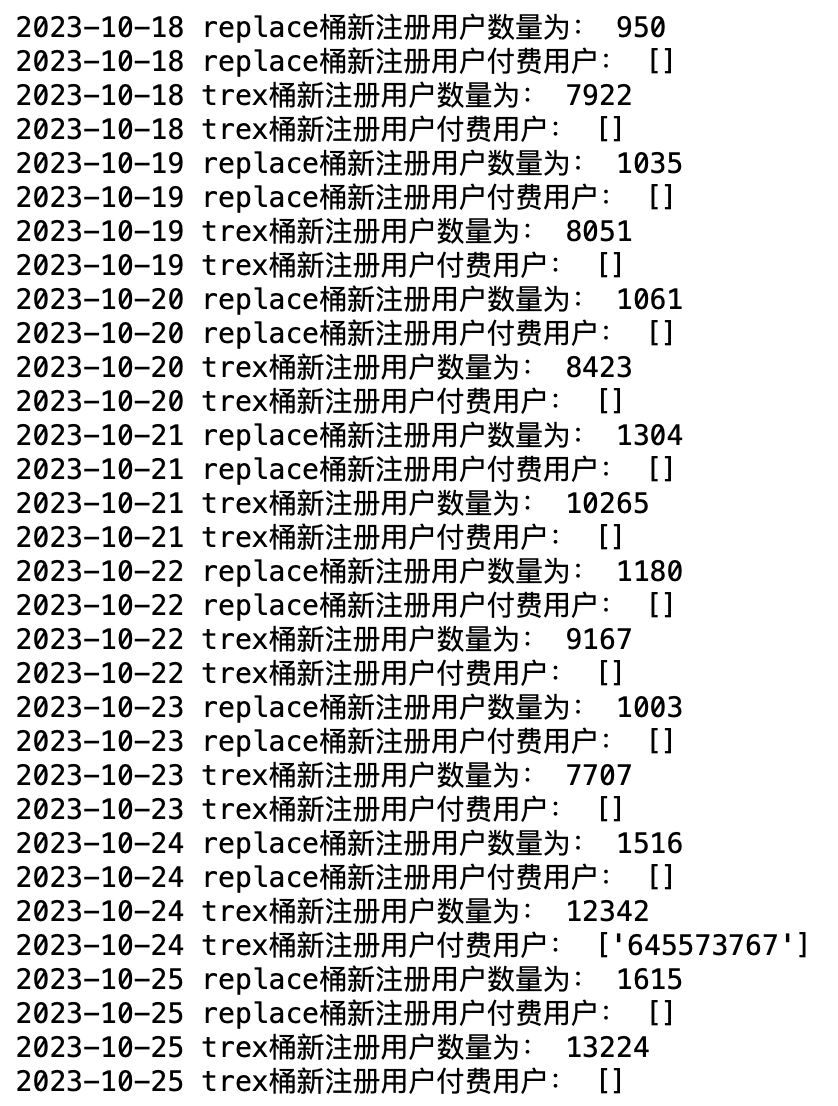 2023-10-18 replace桶新注册用户数量为： 950
2023-10-18 replace桶新注册用户付费用户： []
2023-10-18 trex桶新注册用户数量为： 7922
2023-10-18 trex桶新注册用户付费用户： []
2023-10-19 replace桶新注册用户数量为： 1035
2023-10-19 replace桶新注册用户付费用户： []
2023-10-19 trex桶新注册用户数量为： 8051
2023-10-19 trex桶新注册用户付费用户： []
2023-10-20 replace桶新注册用户数量为： 1061
2023-10-20 replace桶新注册用户付费用户： []
2023-10-20 trex桶新注册用户数量为： 8423
2023-10-20 trex桶新注册用户付费用户： []
2023-10-21 replace桶新注册用户数量为： 1304
2023-10-21 replace桶新注册用户付费用户： []
2023-10-21 trex桶新注册用户数量为： 10265
2023-10-21 trex桶新注册用户付费用户： []
2023-10-22 replace桶新注册用户数量为： 1180
2023-10-22 replace桶新注册用户付费用户： []
2023-10-22 trex桶新注册用户数量为： 9167
2023-10-22 trex桶新注册用户付费用户： []
2023-10-23 replace桶新注册用户数量为： 1003
2023-10-23 replace桶新注册用户付费用户： []
2023-10-23 trex桶新注册用户数量为： 7707
2023-10-23 trex桶新注册用户付费用户： []
2023-10-24 replace桶新注册用户数量为： 1516
2023-10-24 replace桶新注册用户付费用户： []
2023-10-24 trex桶新注册用户数量为： 12342
2023-10-24 trex桶新注册用户付费用户： ['645573767']
2023-10-25 replace桶新注册用户数量为： 1615
2023-10-25 replace桶新注册用户付费用户： []
2023-10-25 trex桶新注册用户数量为： 13224
2023-10-25 trex桶新注册用户付费用户： []